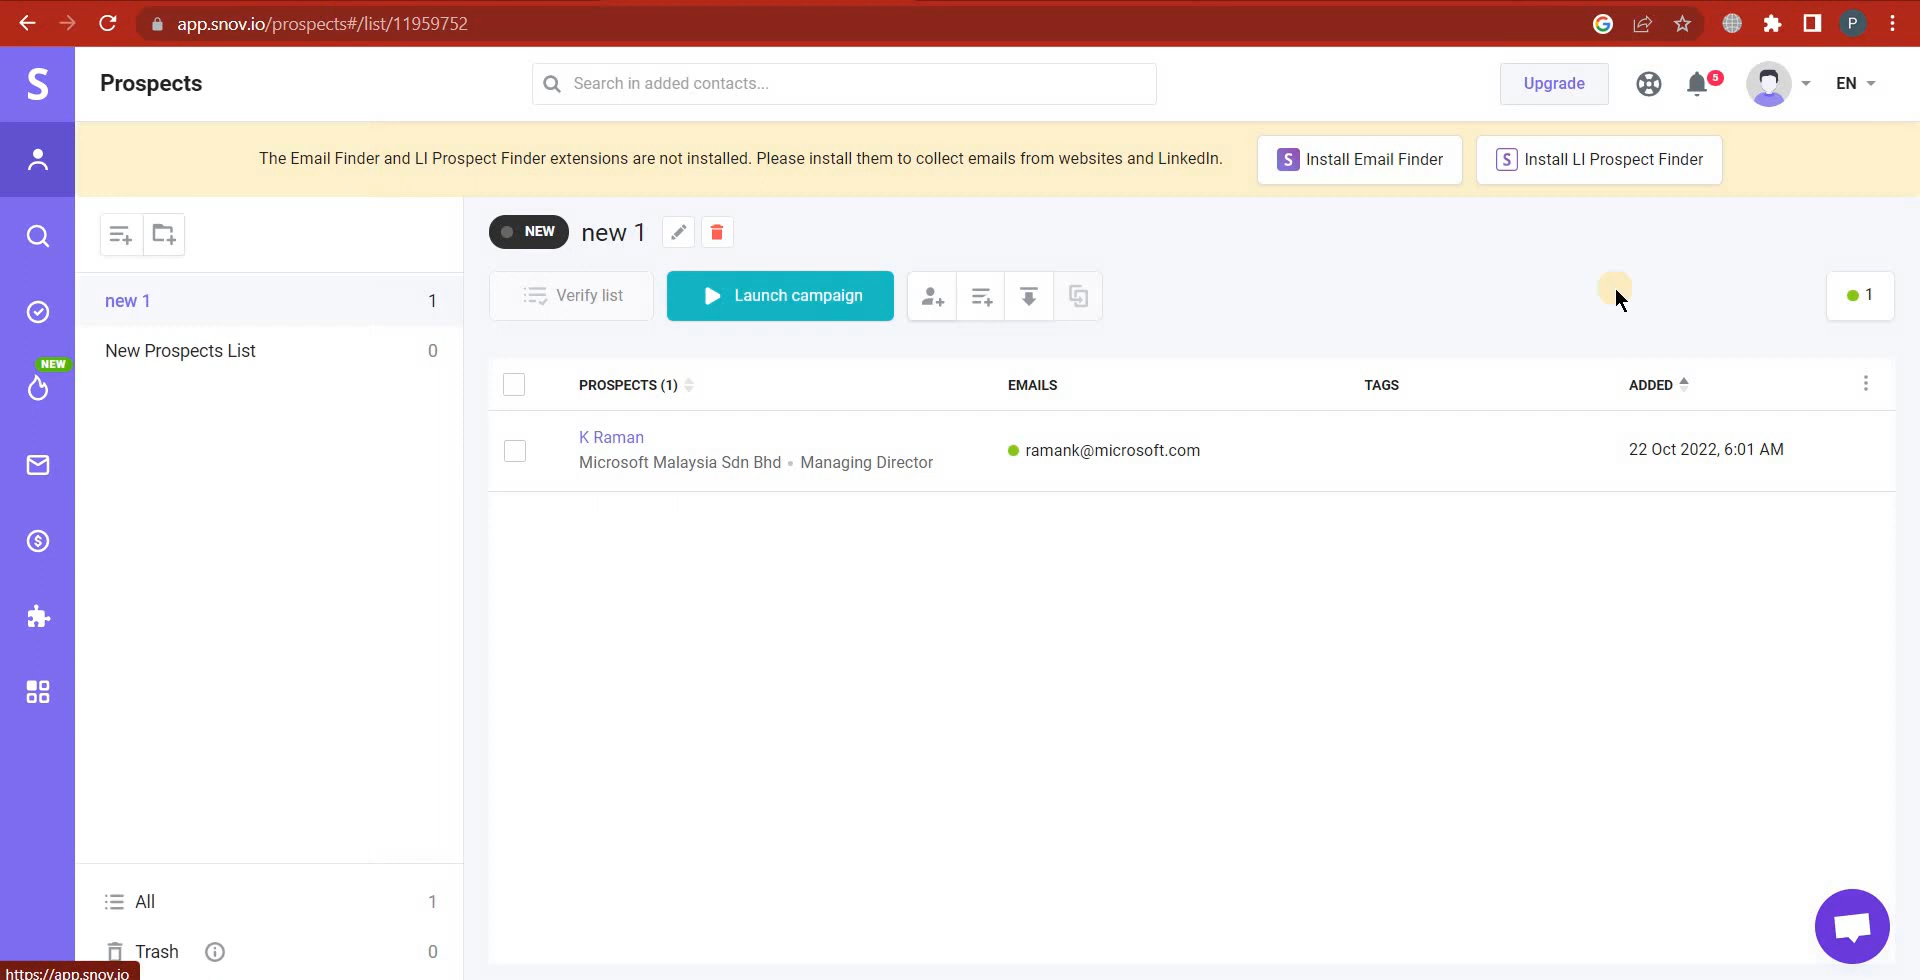 app.snov.io/prospects#/list/11959752
P
S
Prospects
Search in added contacts...
Upgrade
5
EN
The Email Finder and LI Prospect Finder extensions are not installed. Please install them to collect emails from websites and LinkedIn.
S Install Email Finder
S Install LI Prospect Finder
NEW
new 1
new 1 1
Verify list
Launch campaign
1
New Prospects List 0
NEW
PROSPECTS (1)
EMAILS
TAGS
ADDED
K Raman
Microsoft Malaysia Sdn Bhd • Managing Director
ramank@microsoft.com
22 Oct 2022, 6:01 AM
All 1
Trash 0
https://app.snov.io